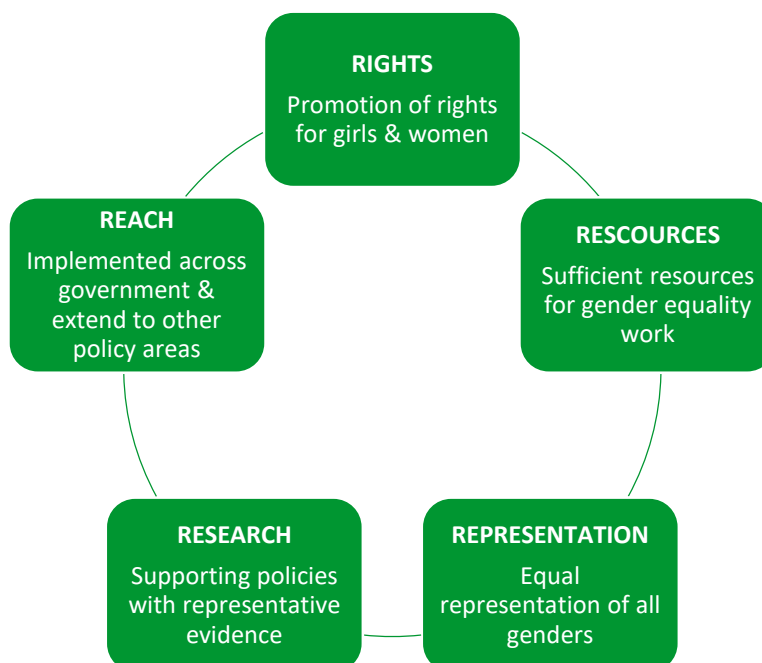 RIGHTS
Promotion of rights
for girls & women
RESCOURCES
Sufficient resources
for gender equality
work
REPRESENTATION
Equal
representation of all
genders
RESEARCH
Supporting policies
with representative
evidence
REACH
Implemented across
government &
extend to other
policy areas